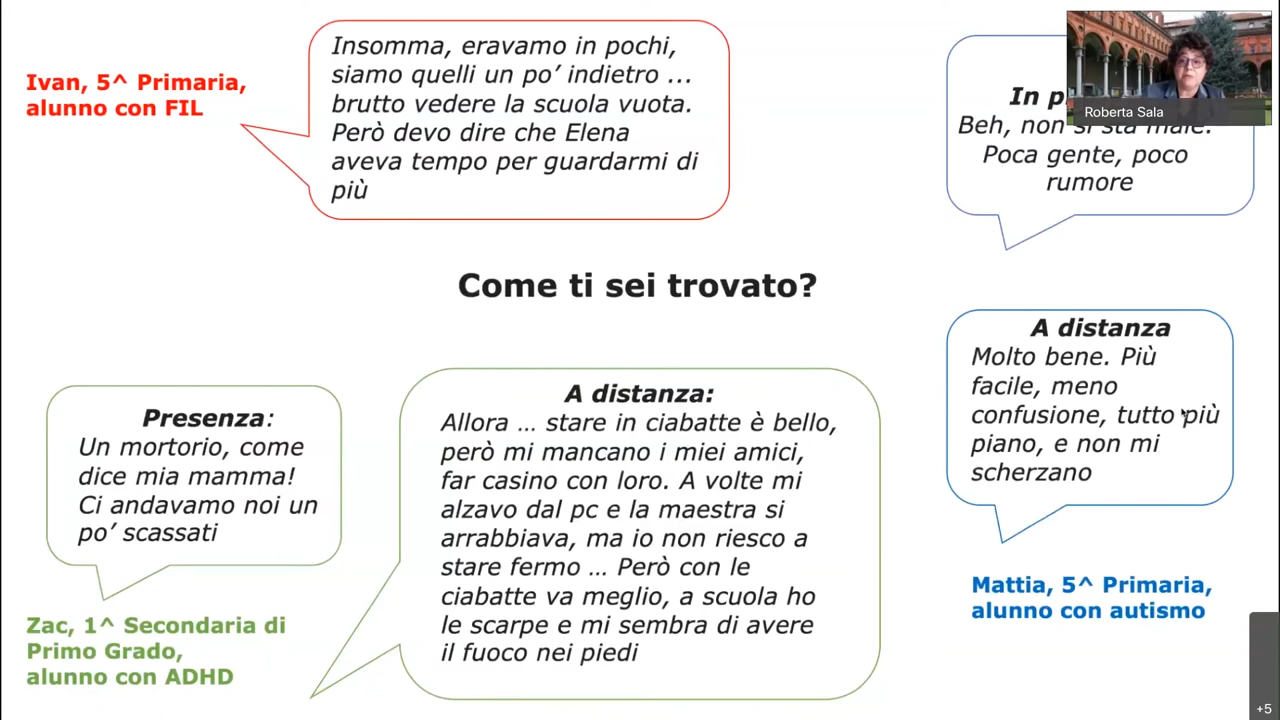 Ivan, 5^ Primaria,
alunno con FIL
Insomma, eravamo in pochi,
siamo quelli un po’ indietro ...
brutto vedere la scuola vuota.
Però devo dire che Elena
aveva tempo per guardarmi di
più
In
Beh, non si sta male.
Poca gente, poco
rumore
Roberta Sala
Come ti sei trovato?
Presenza:
Un mortorio, come
dice mia mamma!
Ci andavamo noi un
po’ scassati
Zac, 1^ Secondaria di
Primo Grado,
alunno con ADHD
A distanza:
Allora … stare in ciabatte è bello,
però mi mancano i miei amici,
far casino con loro. A volte mi
alzavo dal pc e la maestra si
arrabbiava, ma io non riesco a
stare fermo … Però con le
ciabatte va meglio, a scuola ho
le scarpe e mi sembra di avere
il fuoco nei piedi
A distanza
Molto bene. Più
facile, meno
confusione, tutto più
piano, e non mi
scherzano
Mattia, 5^ Primaria,
alunno con autismo
+5